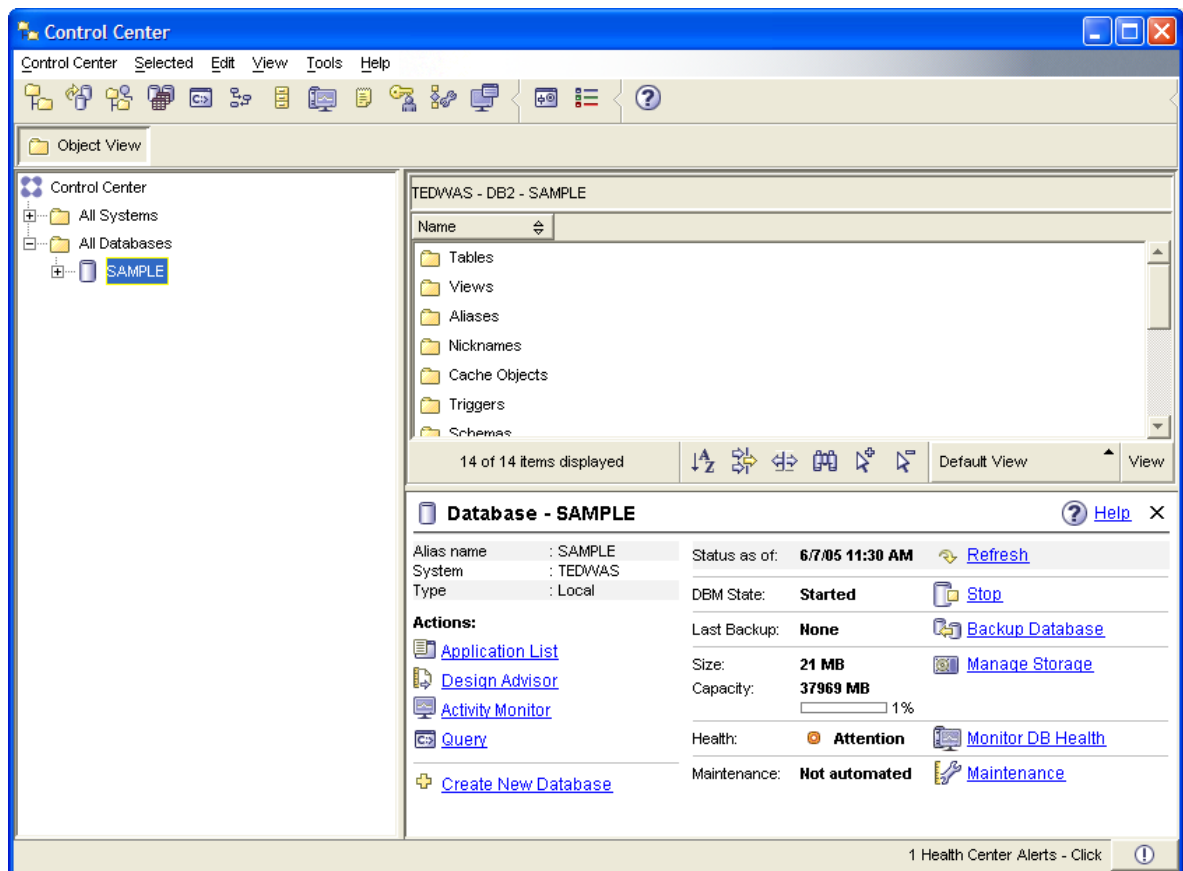 Control Center
Control Center Selected Edit View Tools Help
Object View
Control Center
All Systems
All Databases
SAMPLE
TEDWAS - DB2 - SAMPLE
Name
Tables
Views
Aliases
Nicknames
Cache Objects
Triggers
Schemas
14 of 14 items displayed
Default View
View
Database - SAMPLE
Help
Alias name : SAMPLE
System : TEDWAS
Type : Local
Actions:
Application List
Design Advisor
Activity Monitor
Query
Create New Database
Status as of: 6/7/05 11:30 AM Refresh
DBM State: Started Stop
Last Backup: None Backup Database
Size: 21 MB Manage Storage
Capacity: 37969 MB
1%
Health: Attention Monitor DB Health
Maintenance: Not automated Maintenance
1 Health Center Alerts - Click